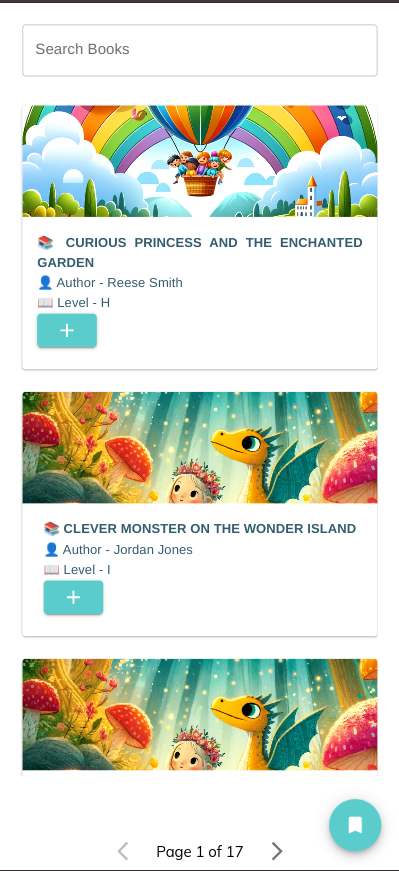 Search Books
📚 CURIOUS PRINCESS AND THE ENCHANTED
GARDEN
👤 Author - Reese Smith
📖 Level - H
+
📚 CLEVER MONSTER ON THE WONDER ISLAND
👤 Author - Jordan Jones
📖 Level - I
+
Page 1 of 17